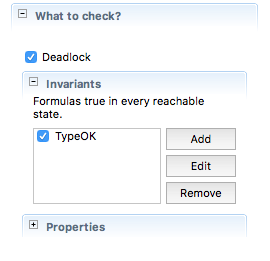 What to check?
Deadlock
Invariants
Formulas true in every reachable
state.
TypeOK
Add
Edit
Remove
Properties